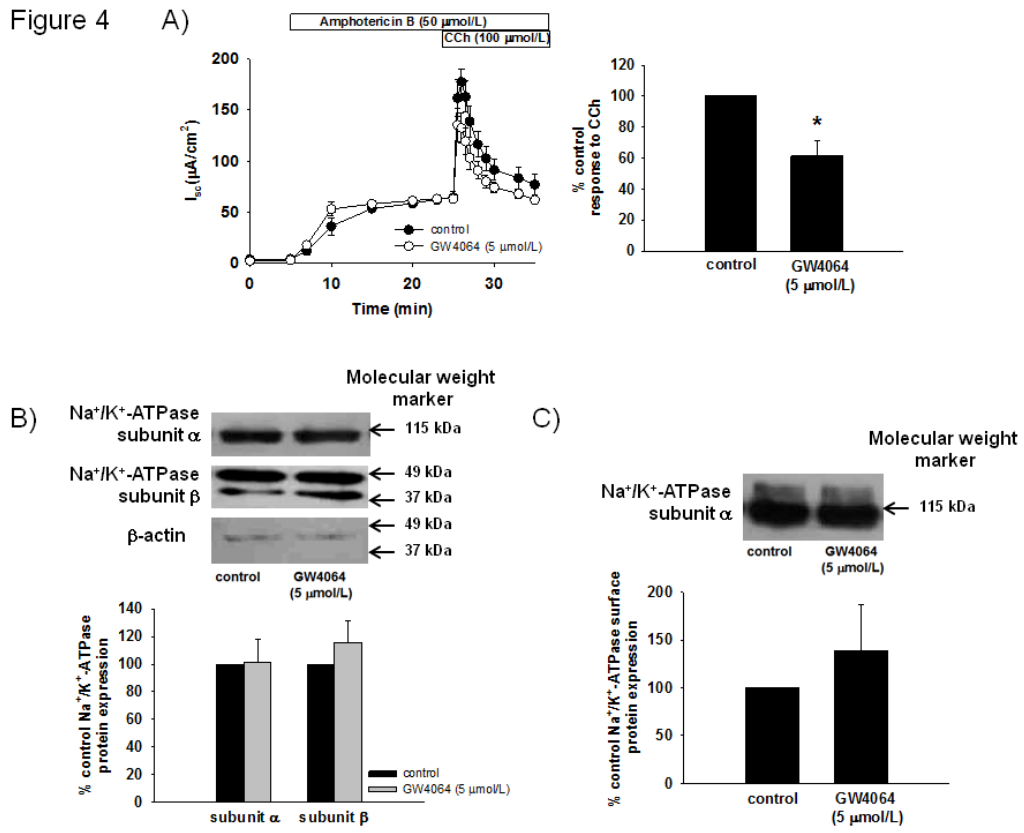 Figure 4
A)
Amphotericin B (50 µmol/L)
CCh (100 µmol/L)
200
150
100
50
0
Isc (µA/cm²)
control
GW4064 (5 µmol/L)
0
10
20
30
Time (min)
120
100
80
60
40
20
0
% control
response to CCh
*
control
GW4064
(5 µmol/L)
B)
Molecular weight
marker
Na⁺/K⁺-ATPase
subunit α
115 kDa
Na⁺/K⁺-ATPase
subunit β
49 kDa
37 kDa
β-actin
49 kDa
37 kDa
control
GW4064
(5 µmol/L)
140
120
100
80
60
40
20
0
% control Na⁺/K⁺-ATPase
protein expression
control
GW4064 (5 µmol/L)
subunit α
subunit β
C)
Molecular weight
marker
Na⁺/K⁺-ATPase
subunit α
115 kDa
control
GW4064
(5 µmol/L)
200
150
100
50
0
% control Na⁺/K⁺-ATPase surface
protein expression
control
GW4064
(5 µmol/L)